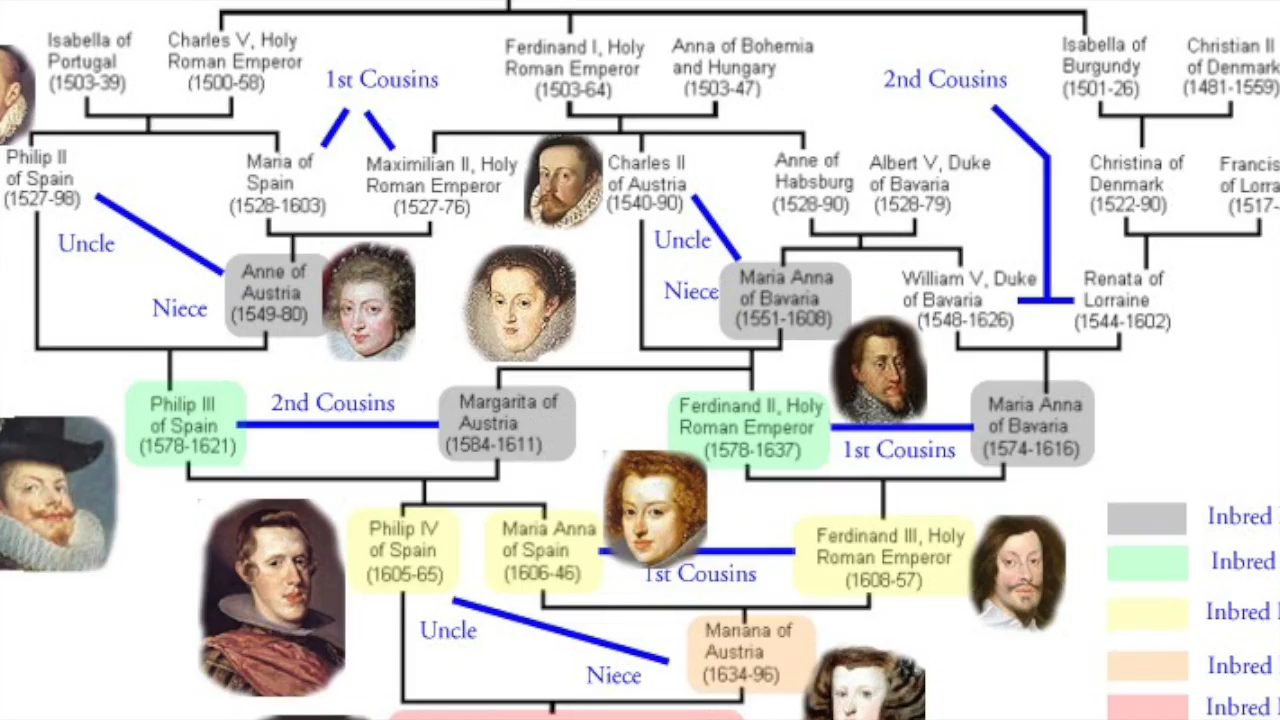 Isabella of
Portugal
(1503-39)
Charles V, Holy
Roman Emperor
(1500-58)
1st Cousins
Ferdinand I, Holy
Roman Emperor
(1503-64)
Anna of Bohemia
and Hungary
(1503-47)
2nd Cousins
Isabella of
Burgundy
(1501-26)
Christian II
of Denmark
(1481-1559)
Philip II
of Spain
(1527-98)
Maria of
Spain
(1528-1603)
Maximilian II, Holy
Roman Emperor
(1527-76)
Charles II
of Austria
(1540-90)
Anne of
Habsburg
(1528-90)
Albert V, Duke
of Bavaria
(1528-79)
Christina of
Denmark
(1522-90)
Francis
of Lorra
(1517-
Uncle
Niece
Anne of
Austria
(1549-80)
Uncle
Niece
Maria Anna
of Bavaria
(1551-1608)
William V, Duke
of Bavaria
(1548-1626)
Renata of
Lorraine
(1544-1602)
Philip III
of Spain
(1578-1621)
2nd Cousins
Margarita of
Austria
(1584-1611)
Ferdinand II, Holy
Roman Emperor
(1578-1637)
1st Cousins
Maria Anna
of Bavaria
(1574-1616)
Philip IV
of Spain
(1605-65)
Maria Anna
of Spain
(1606-46)
1st Cousins
Ferdinand III, Holy
Roman Emperor
(1608-57)
Uncle
Niece
Mariana of
Austria
(1634-96)
Inbred
Inbred
Inbred
Inbred
Inbred